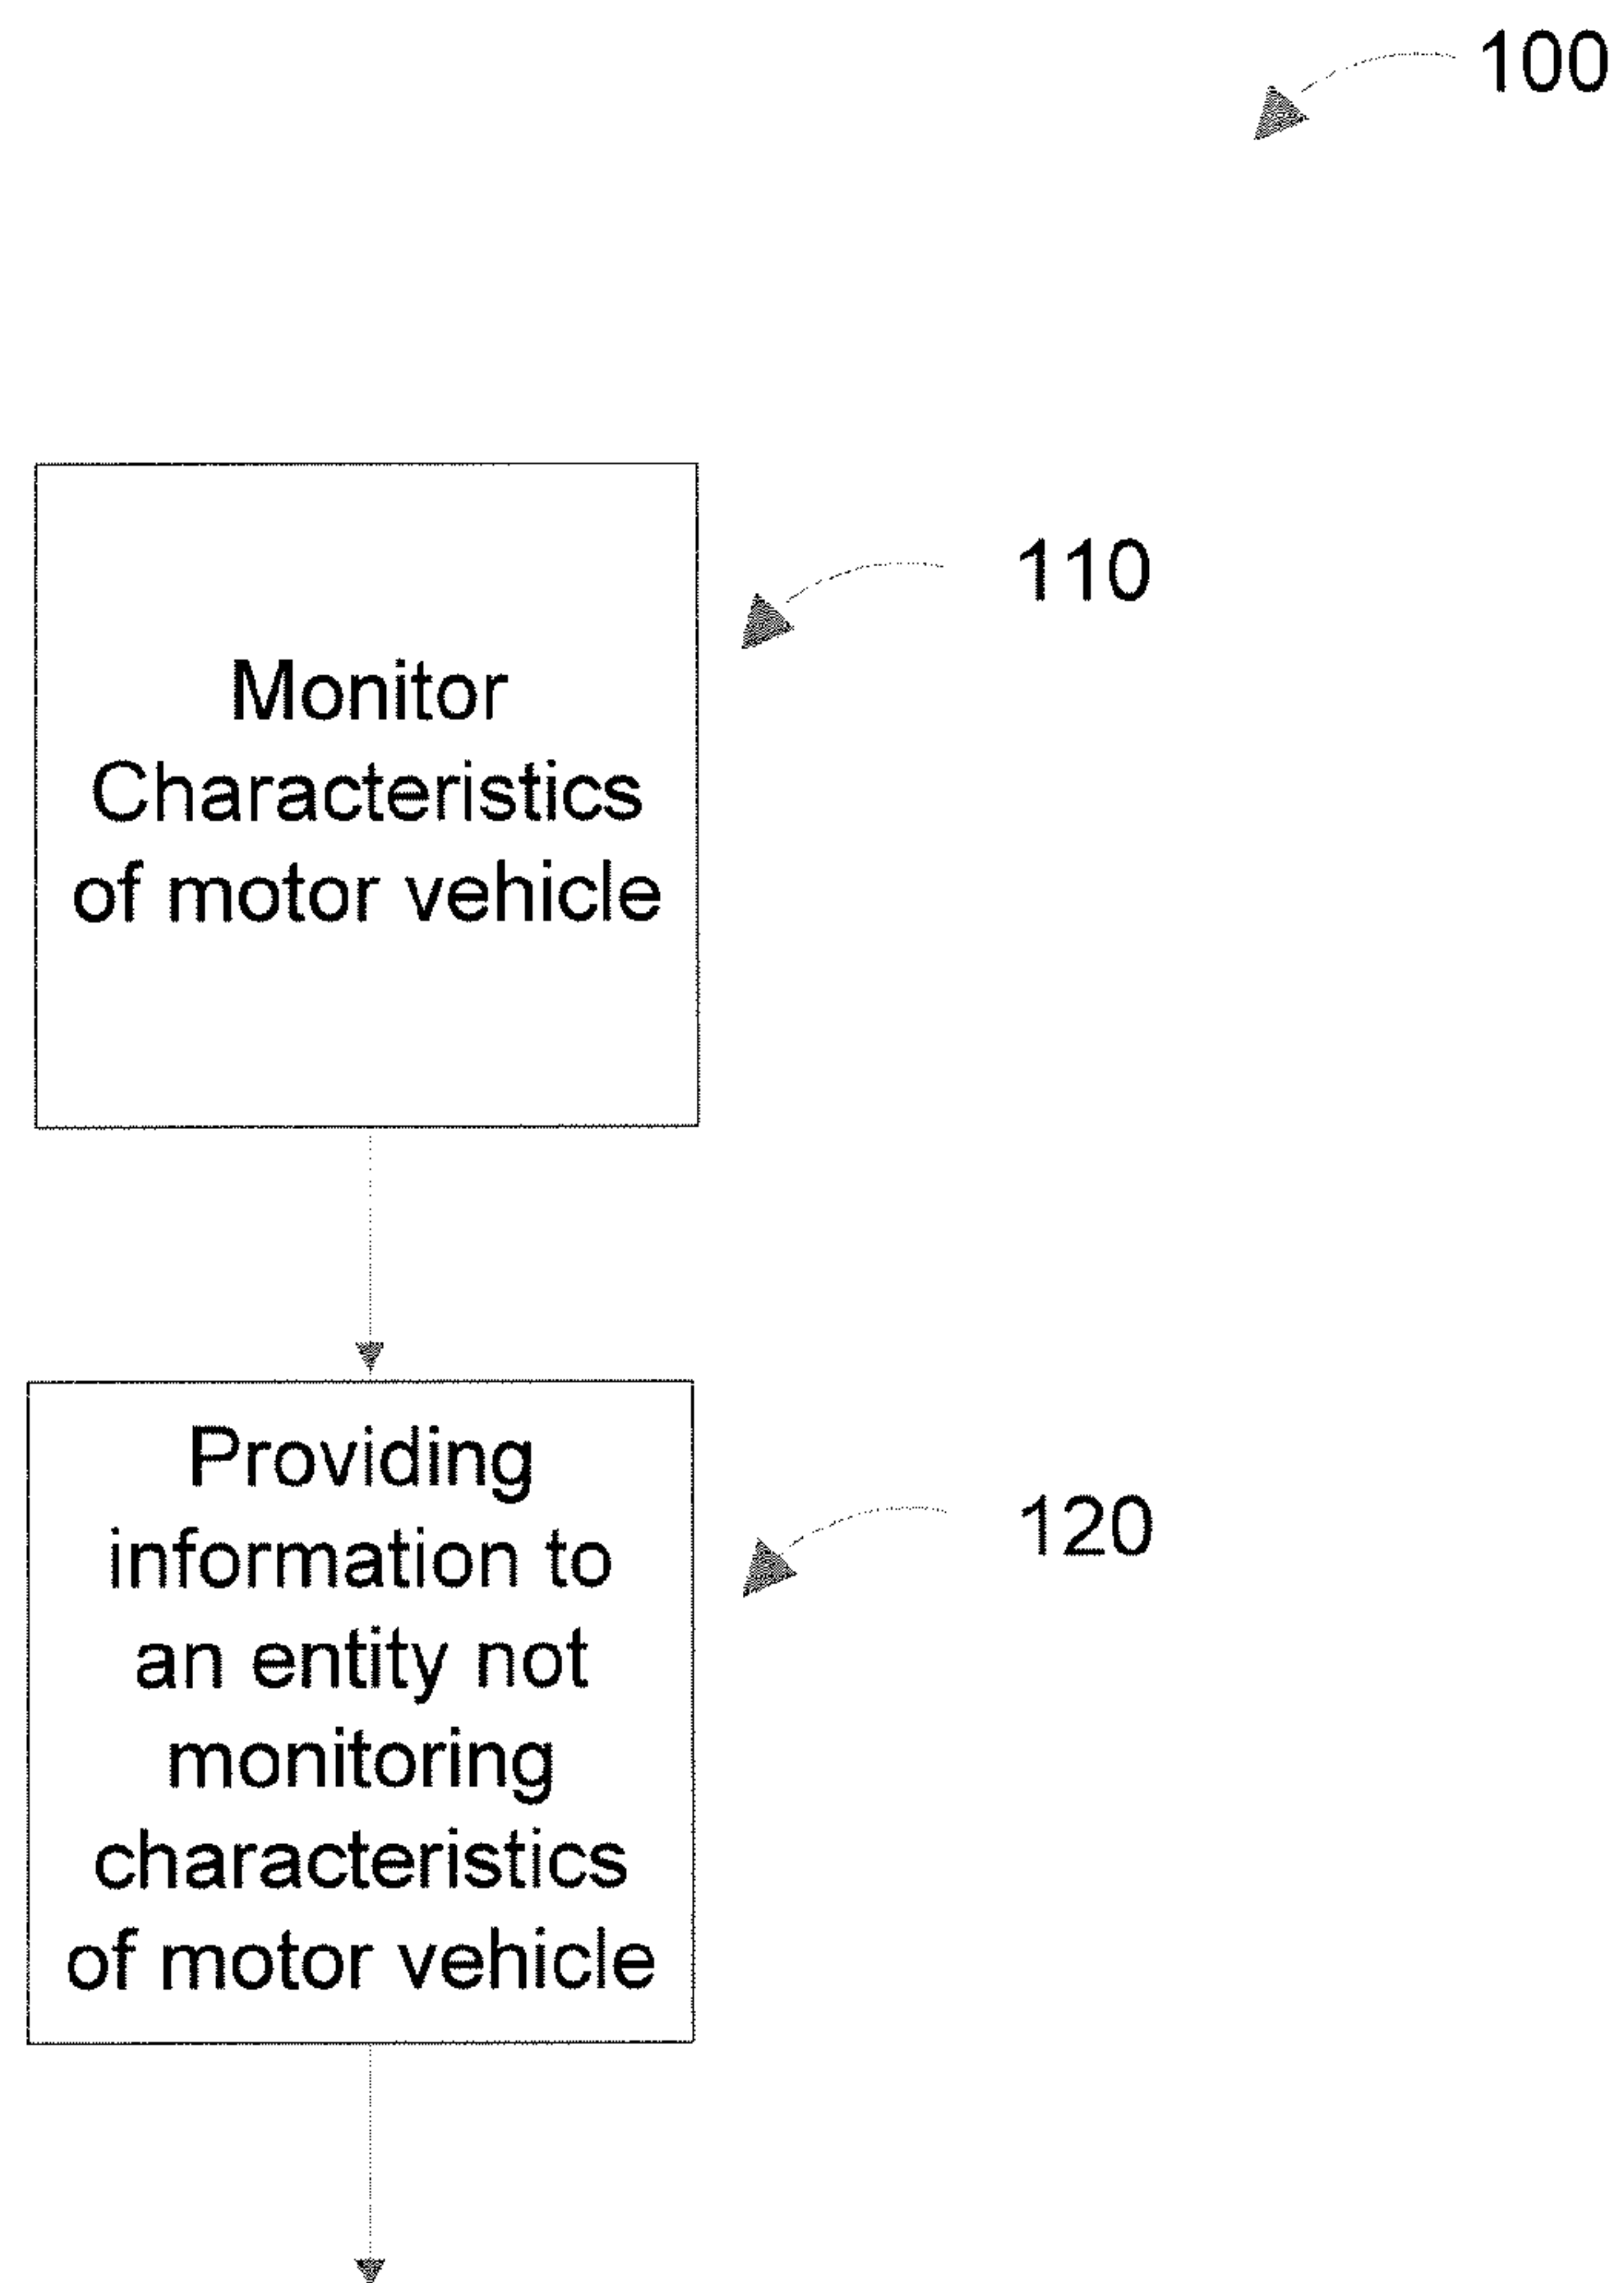 100
110
Monitor
Characteristics
of motor vehicle
Providing
information to
an entity not
monitoring
characteristics
of motor vehicle
120